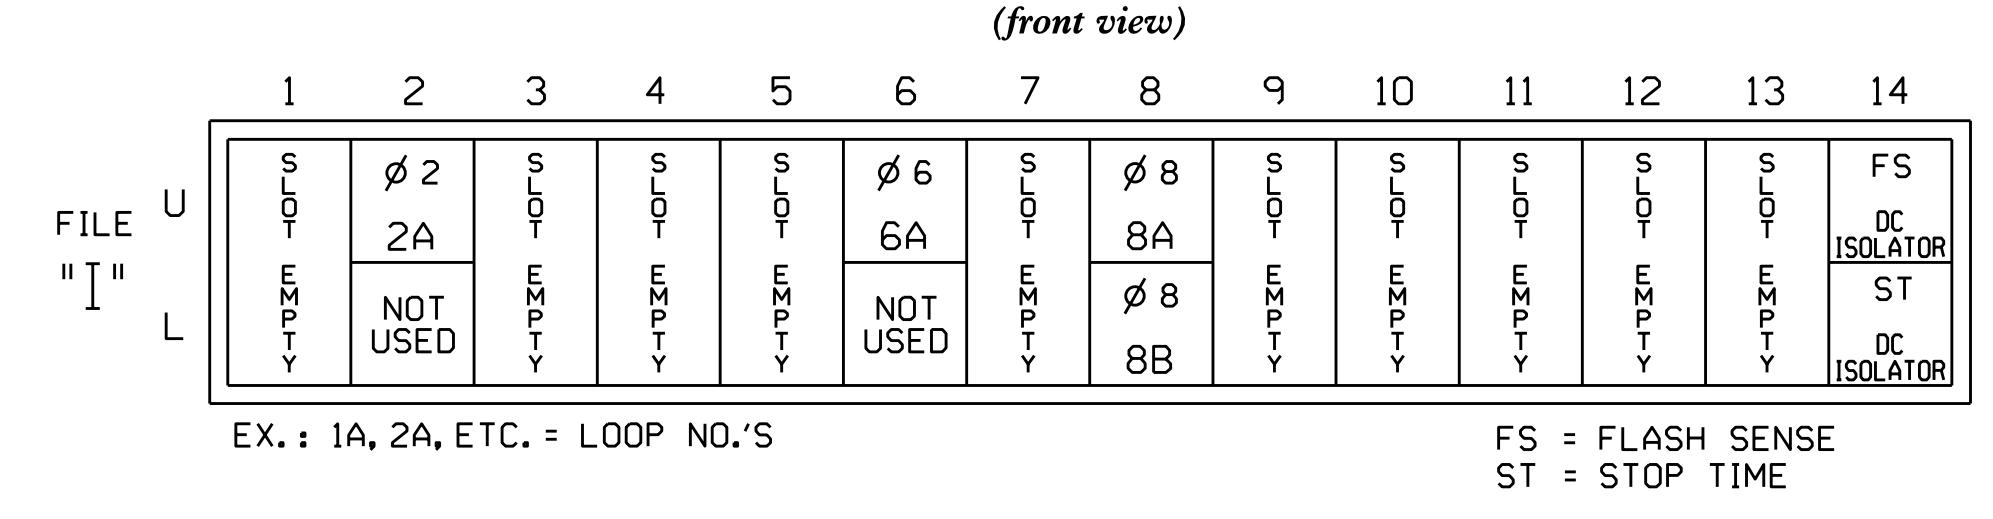 (front view)
1 2 3 4 5 6 7 8 9 10 11 12 13 14
FILE
"I"
U
L
SLOT EMPTY
Ø 2
2A
NOT
USED
SLOT EMPTY
SLOT EMPTY
SLOT EMPTY
Ø 6
6A
NOT
USED
SLOT EMPTY
Ø 8
8A
Ø 8
8B
SLOT EMPTY
SLOT EMPTY
SLOT EMPTY
SLOT EMPTY
SLOT EMPTY
FS
DC
ISOLATOR
ST
DC
ISOLATOR
EX.: 1A, 2A, ETC. = LOOP NO.'S
FS = FLASH SENSE
ST = STOP TIME